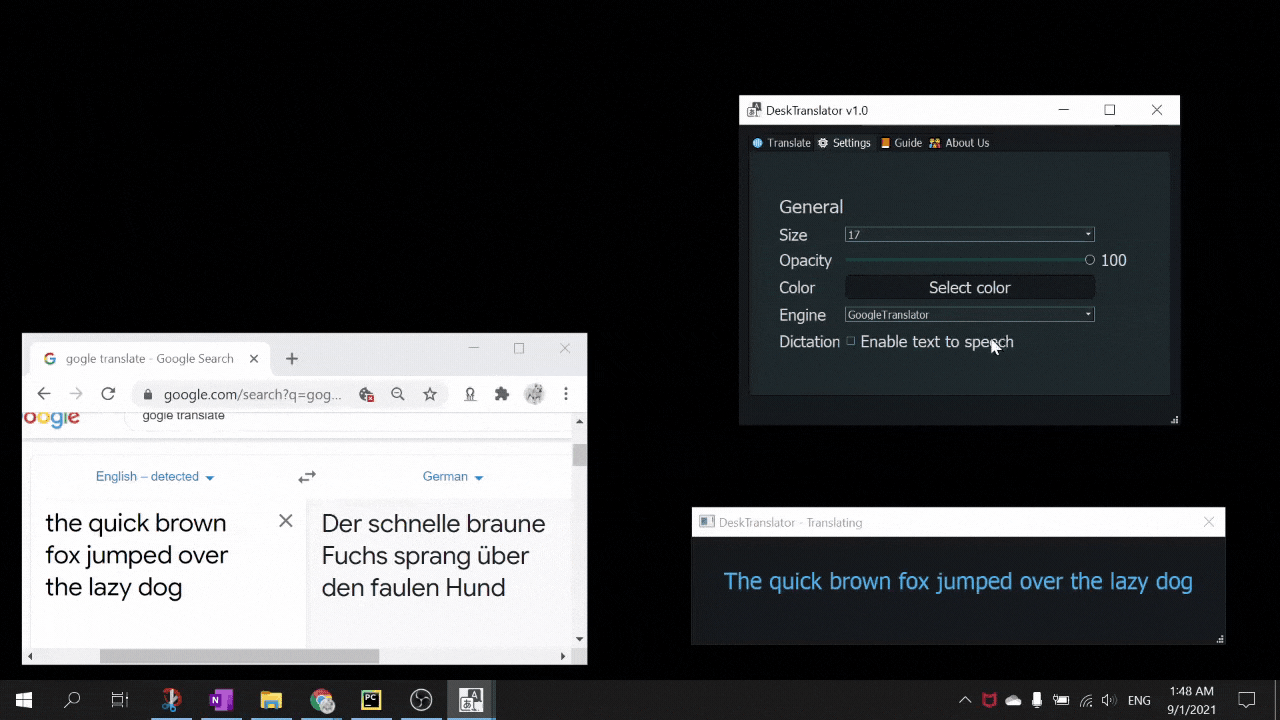 DeskTranslator v1.0
Translate Settings Guide About Us
General
Size 17
Opacity 100
Color Select color
Engine GoogleTranslator
Dictation Enable text to speech
gogle translate - Google Search
google.com/search?q=gog...
oogle gogle translate
English – detected German
the quick brown
fox jumped over
the lazy dog
Der schnelle braune
Fuchs sprang über
den faulen Hund
DeskTranslator - Translating
The quick brown fox jumped over the lazy dog
ENG
1:48 AM
9/1/2021